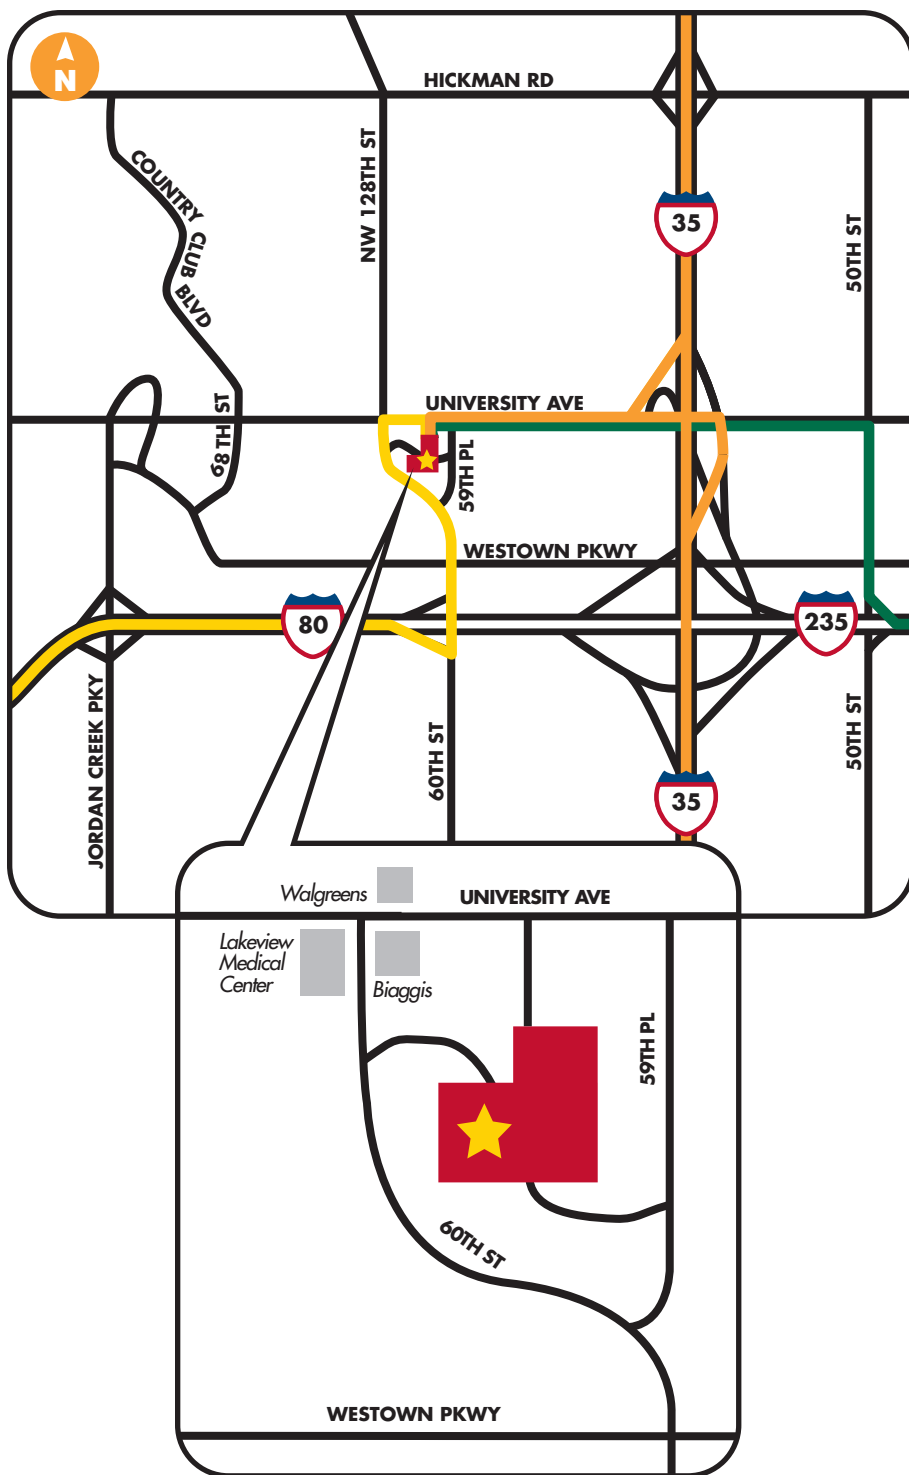 N
HICKMAN RD
COUNTRY CLUB BLVD
NW 128TH ST
35
50TH ST
68 TH ST
UNIVERSITY AVE
59TH PL
WESTOWN PKWY
80
235
JORDAN CREEK PKY
60TH ST
50TH ST
35
Walgreens
UNIVERSITY AVE
Lakeview
Medical
Center
Biaggis
59TH PL
60TH ST
WESTOWN PKWY